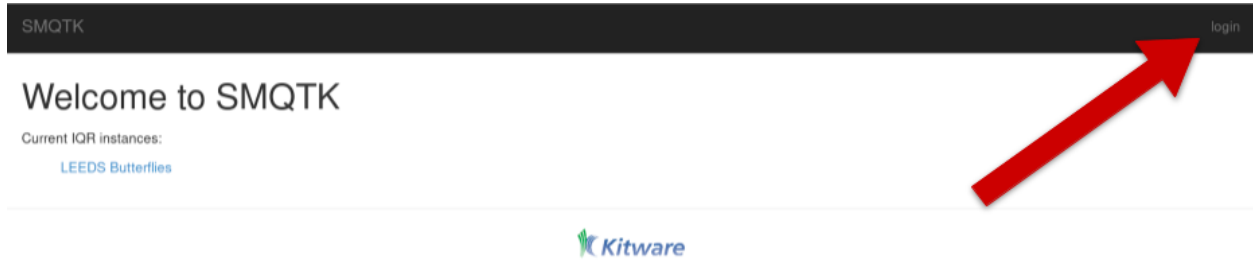 SMQTK login
Welcome to SMQTK
Current IQR instances:
LEEDS Butterflies
Kitware